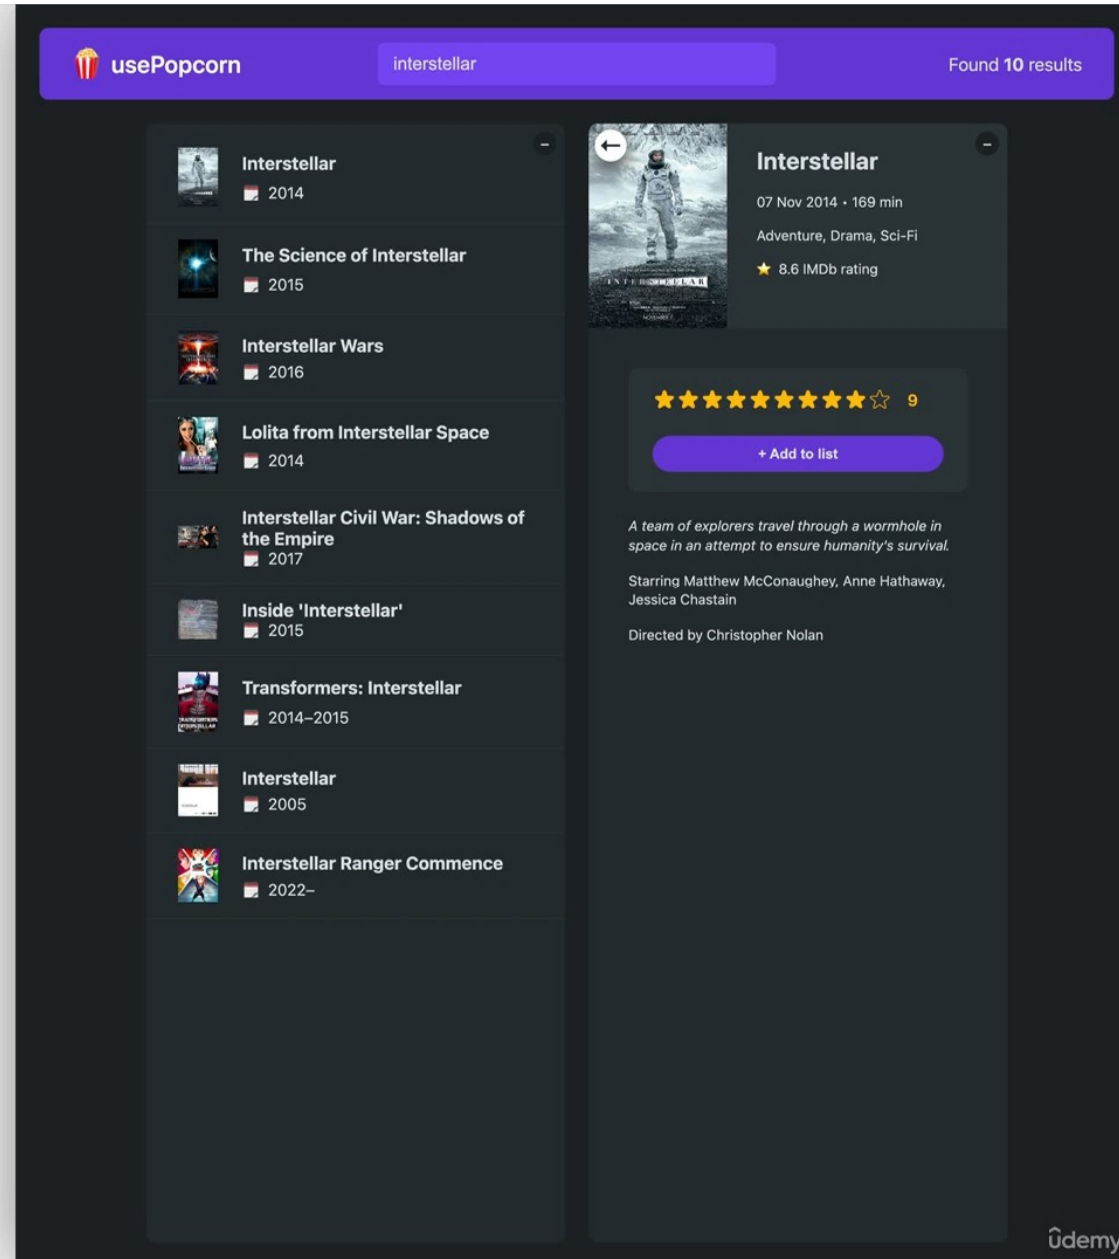 usePopcorn
interstellar
Found 10 results
–
Interstellar
2014
The Science of Interstellar
2015
Interstellar Wars
2016
Lolita from Interstellar Space
2014
Interstellar Civil War: Shadows of
the Empire
2017
Inside 'Interstellar'
2015
Transformers: Interstellar
2014–2015
Interstellar
2005
Interstellar Ranger Commence
2022–
←
–
INTERSTELLAR
Interstellar
07 Nov 2014 • 169 min
Adventure, Drama, Sci-Fi
8.6 IMDb rating
9
+ Add to list
A team of explorers travel through a wormhole in
space in an attempt to ensure humanity's survival.
Starring Matthew McConaughey, Anne Hathaway,
Jessica Chastain
Directed by Christopher Nolan
ûdemy